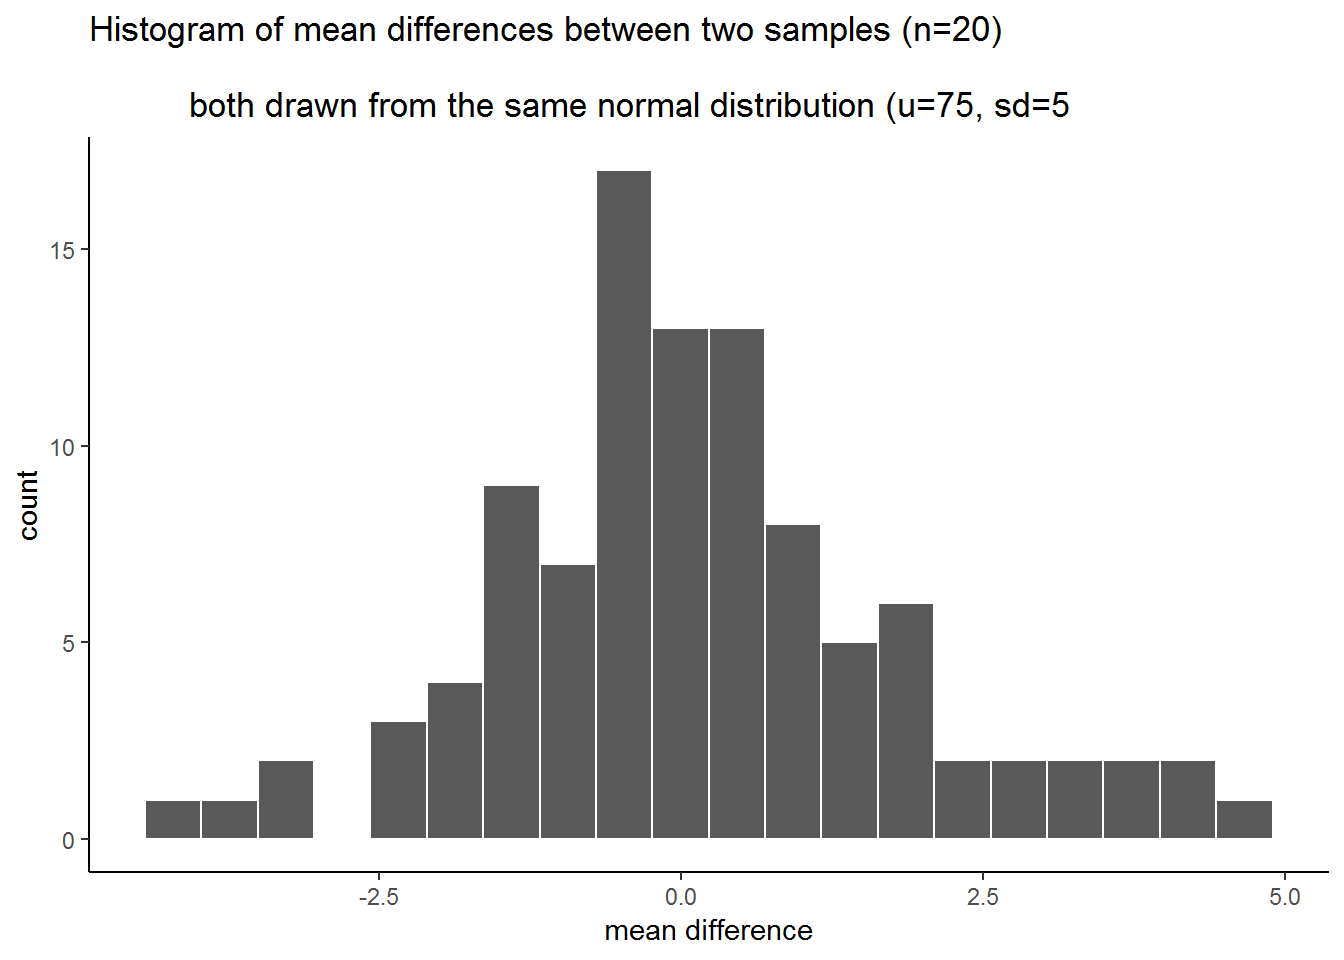 Histogram of mean differences between two samples (n=20)
both drawn from the same normal distribution (u=75, sd=5
15
10
5
0
count
-2.5
0.0
2.5
5.0
mean difference